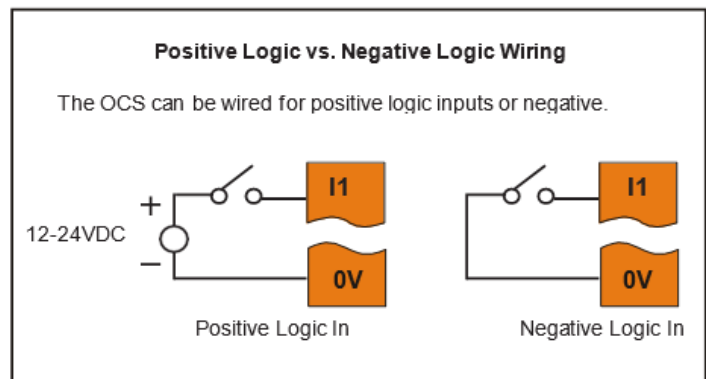 Positive Logic vs. Negative Logic Wiring
The OCS can be wired for positive logic inputs or negative.
I1
I1
+
12-24VDC
–
0V
0V
Positive Logic In
Negative Logic In